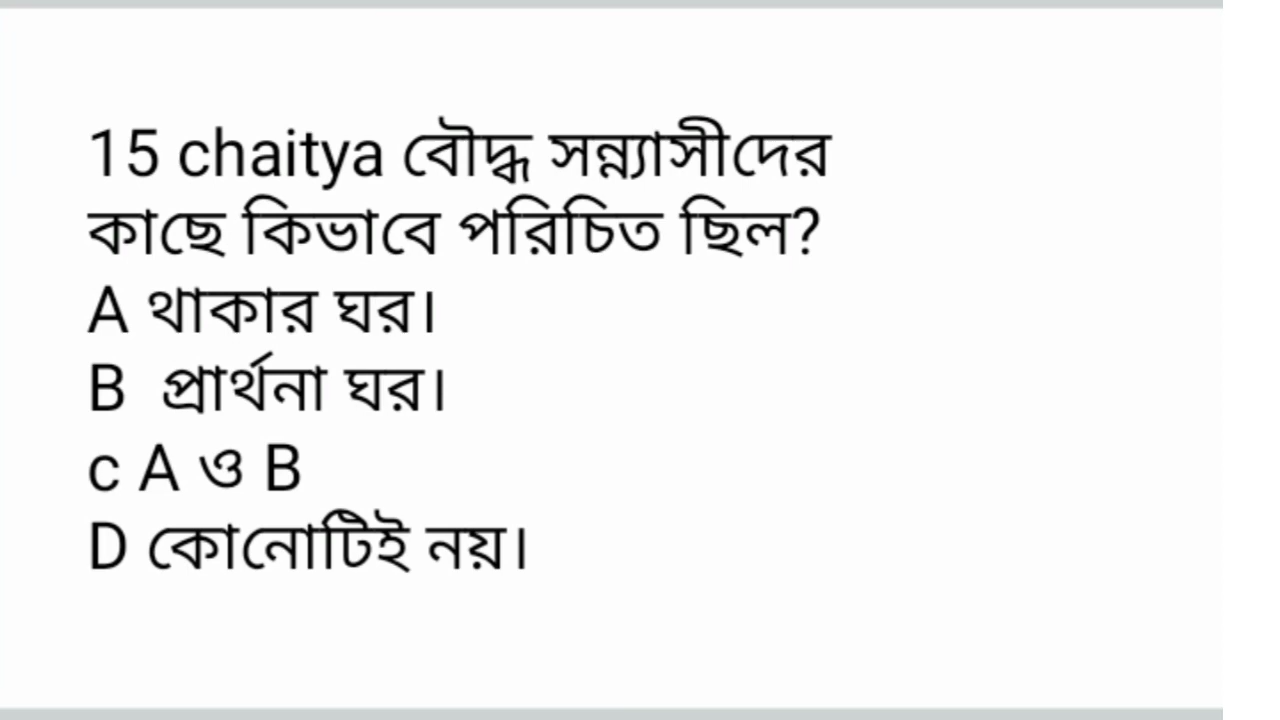 15 chaitya বৌদ্ধ সন্ন্যাসীদের
কাছে কিভাবে পরিচিত ছিল?
A থাকার ঘর।
B প্রার্থনা ঘর।
c A ও B
D কোনোটিই নয়।